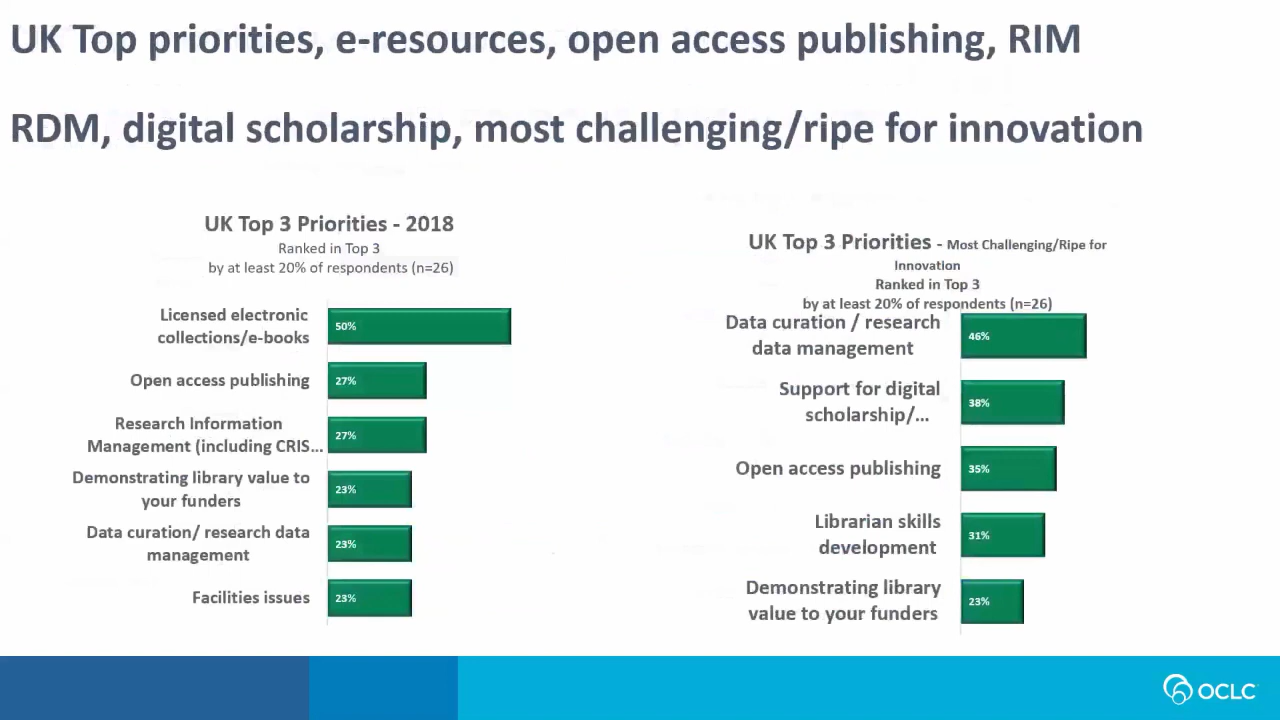 UK Top priorities, e-resources, open access publishing, RIM
RDM, digital scholarship, most challenging/ripe for innovation
UK Top 3 Priorities - 2018
Ranked in Top 3
by at least 20% of respondents (n=26)
Licensed electronic
collections/e-books
50%
Open access publishing
27%
Research Information
Management (including CRIS...
27%
Demonstrating library value to
your funders
23%
Data curation/ research data
management
23%
Facilities issues
23%
UK Top 3 Priorities - Most Challenging/Ripe for
Innovation
Ranked in Top 3
by at least 20% of respondents (n=26)
Data curation / research
data management
46%
Support for digital
scholarship/...
38%
Open access publishing
35%
Librarian skills
development
31%
Demonstrating library
value to your funders
23%
OCLC